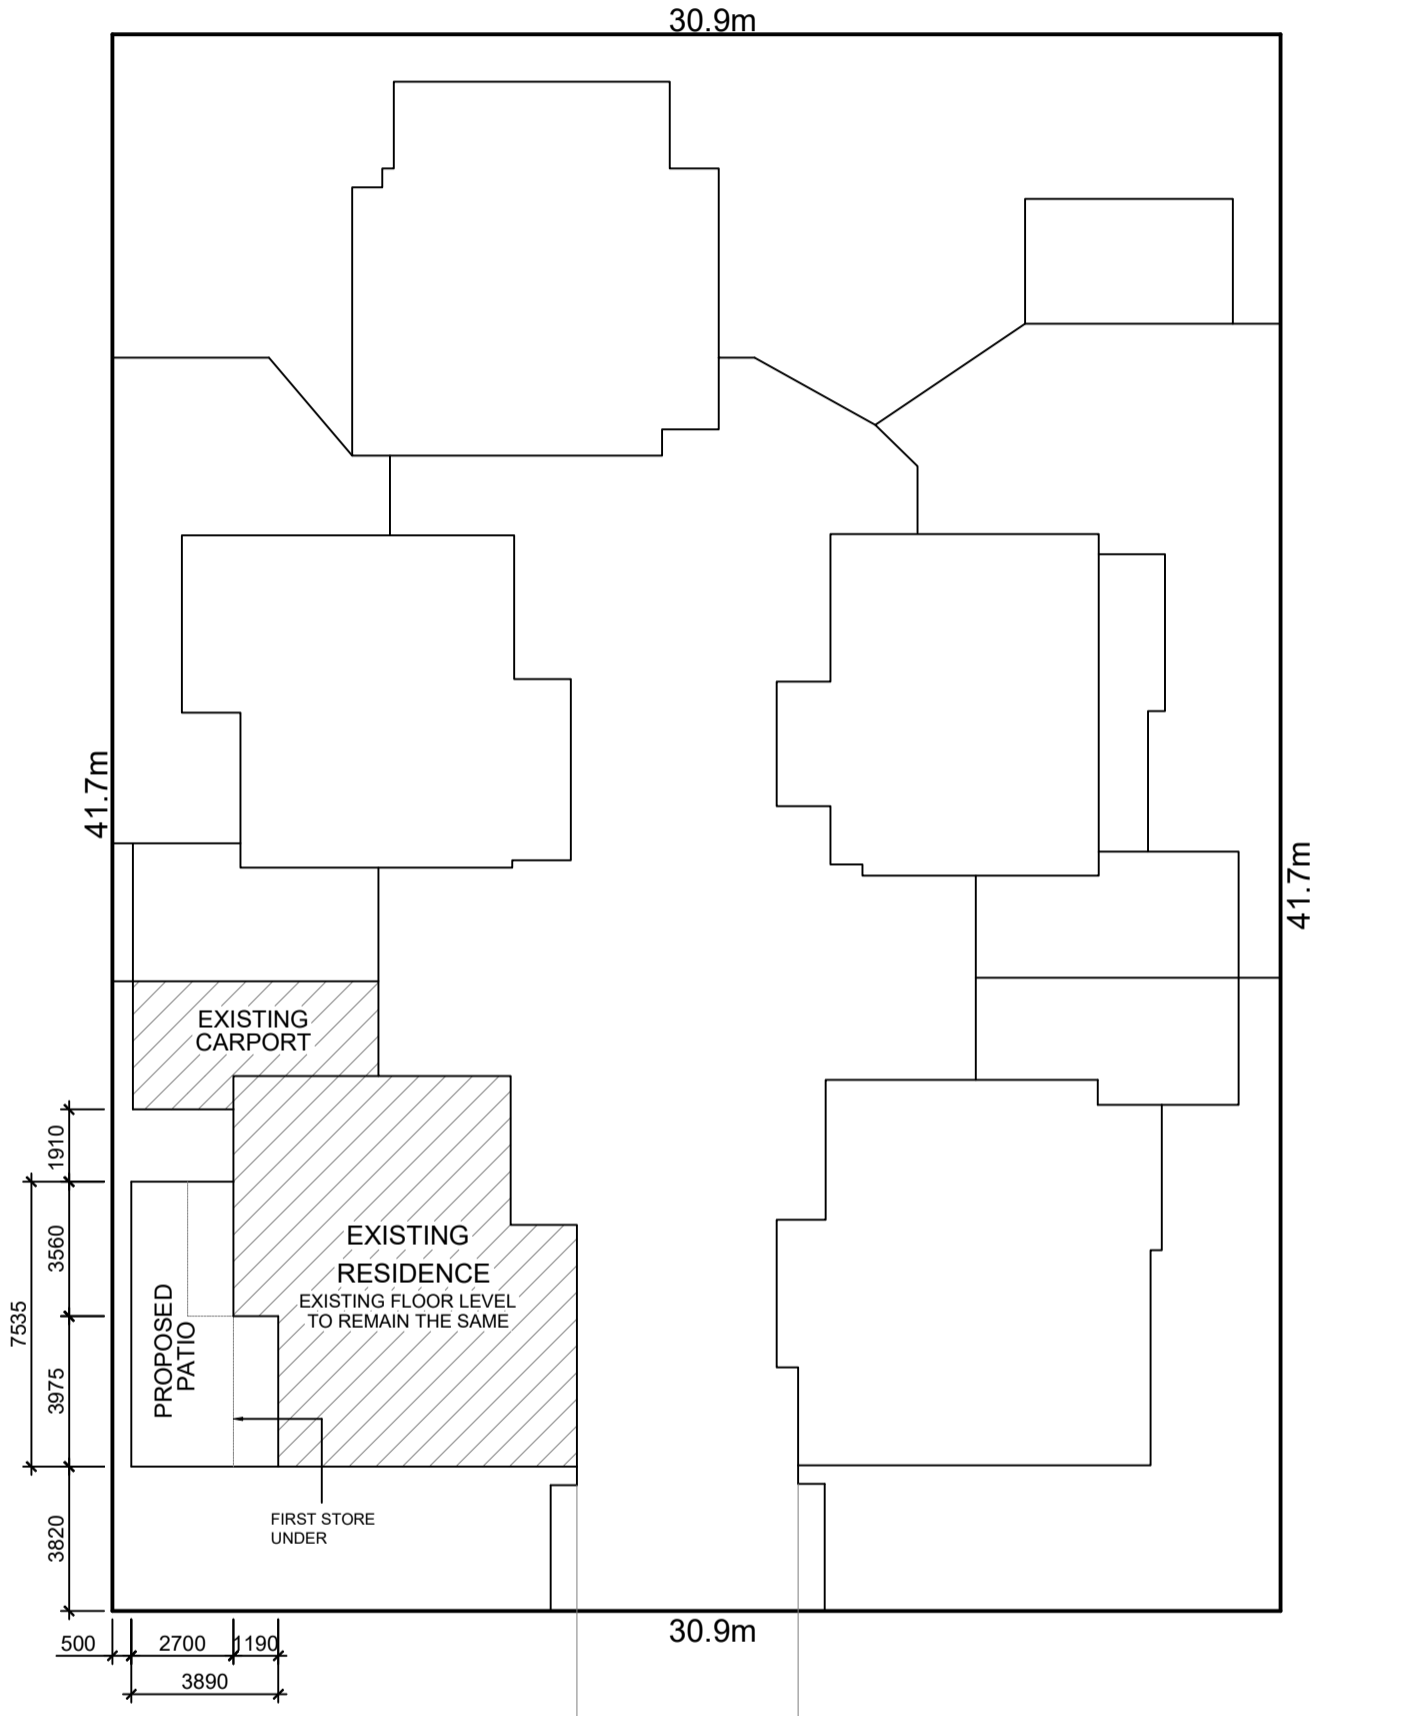 30.9m
41.7m
41.7m
EXISTING
CARPORT
1910
3560
7535
3975
3820
EXISTING
RESIDENCE
EXISTING FLOOR LEVEL
TO REMAIN THE SAME
PROPOSED
PATIO
FIRST STORE
UNDER
30.9m
500
2700
1190
3890